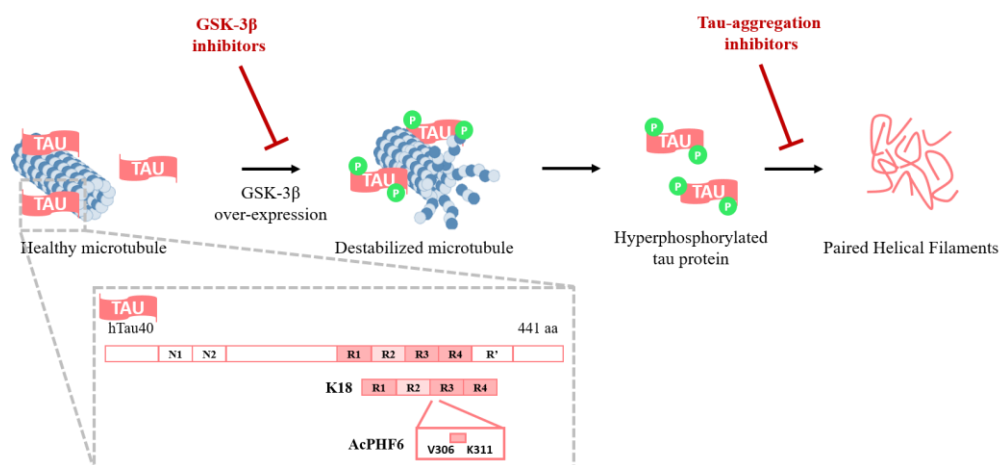 GSK-3β
inhibitors
Tau-aggregation
inhibitors
TAU
TAU
TAU
P
TAU
P
P
TAU
P
P
TAU
P
P
TAU
P
GSK-3β
over-expression
Healthy microtubule
Destabilized microtubule
Hyperphosphorylated
tau protein
Paired Helical Filaments
TAU
hTau40
441 aa
N1 N2 R1 R2 R3 R4 R'
K18 R1 R2 R3 R4
AcPHF6
V306 K311